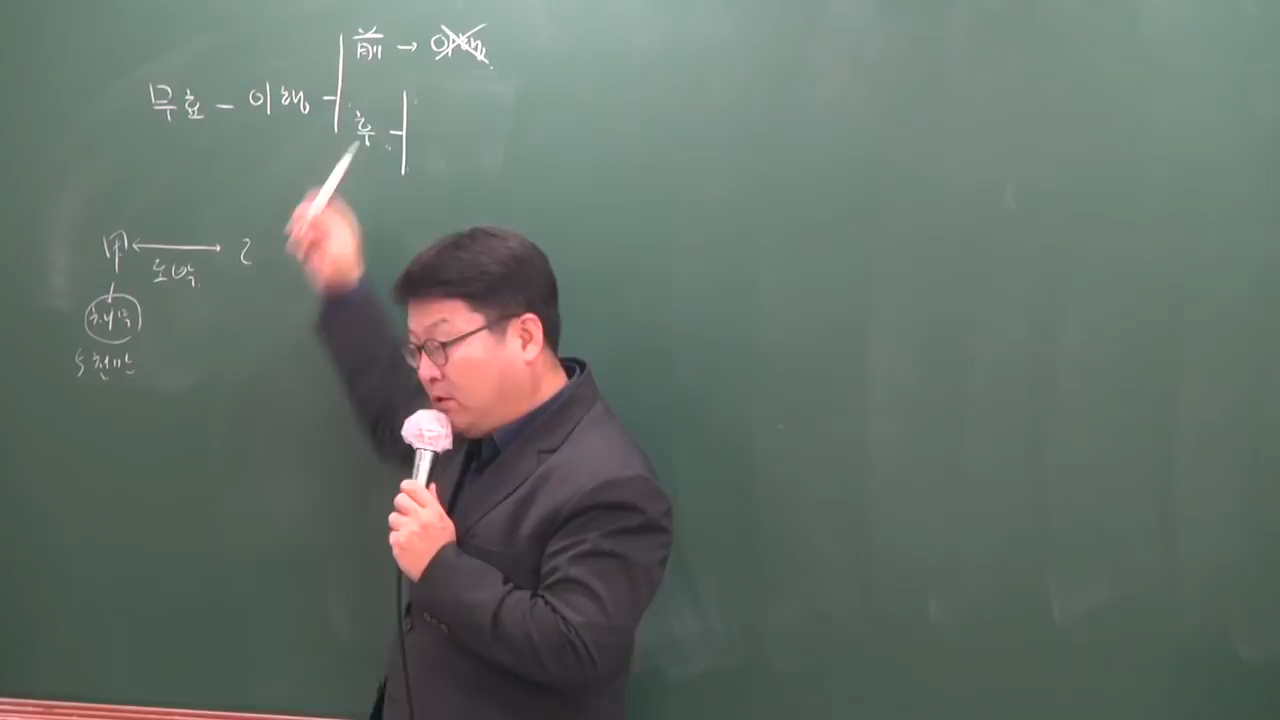 前 → 이행
무효 - 이행
후
甲 ↔ 乙
도박
채무
5천만